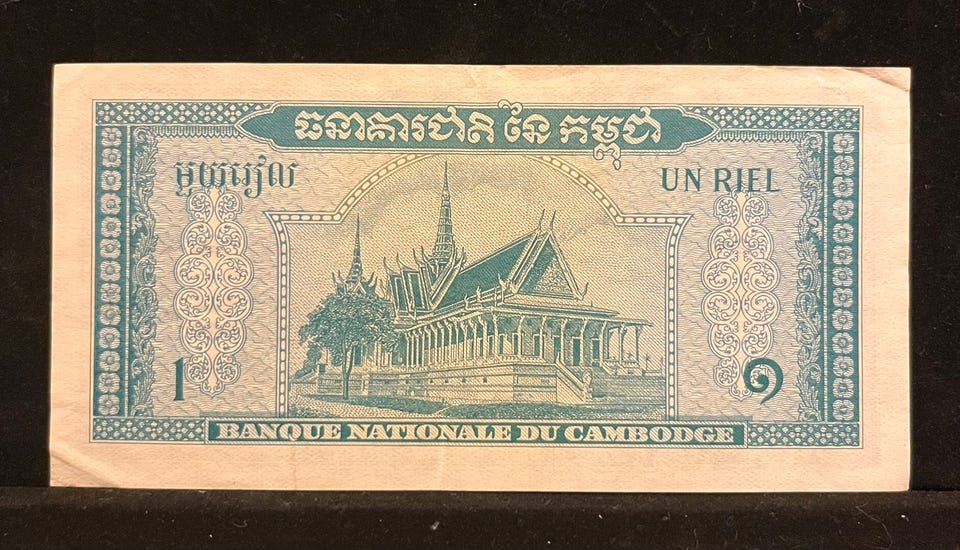 ធនាគារជាតិ នៃ កម្ពុជា
មួយរៀល
UN RIEL
1
១
BANQUE NATIONALE DU CAMBODGE